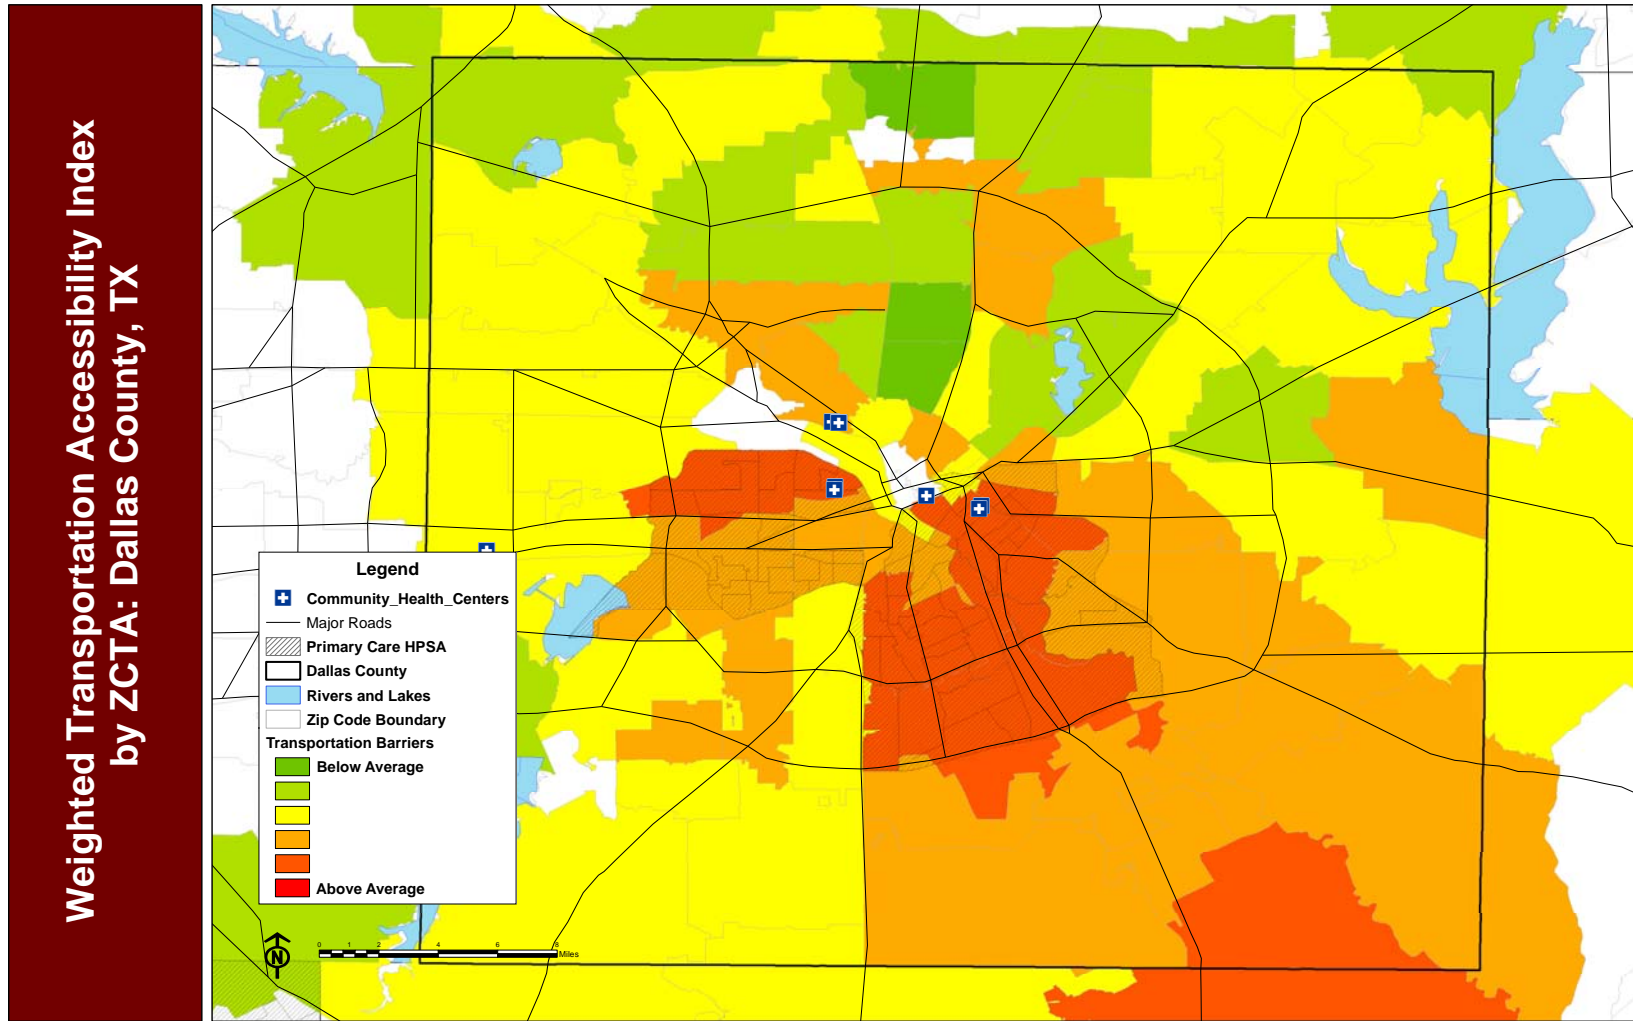 Weighted Transportation Accessibility Index
by ZCTA: Dallas County, TX
Legend
Community_Health_Centers
Major Roads
Primary Care HPSA
Dallas County
Rivers and Lakes
Zip Code Boundary
Transportation Barriers
Below Average
Above Average
N
0 1 2 4 6 8
Miles